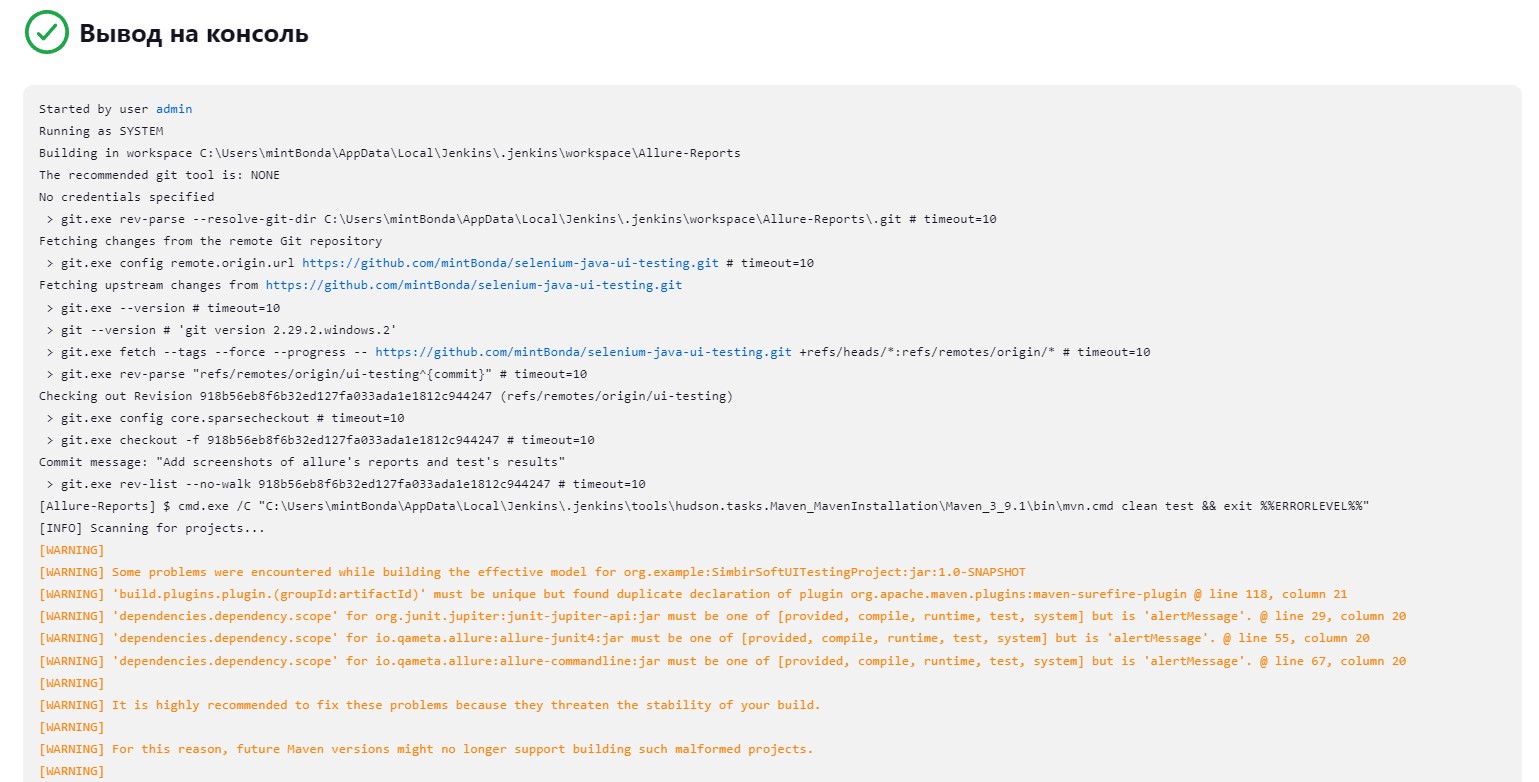 Вывод на консоль
Started by user admin
Running as SYSTEM
Building in workspace C:\Users\mintBonda\AppData\Local\Jenkins\.jenkins\workspace\Allure-Reports
The recommended git tool is: NONE
No credentials specified
 > git.exe rev-parse --resolve-git-dir C:\Users\mintBonda\AppData\Local\Jenkins\.jenkins\workspace\Allure-Reports\.git # timeout=10
Fetching changes from the remote Git repository
 > git.exe config remote.origin.url https://github.com/mintBonda/selenium-java-ui-testing.git # timeout=10
Fetching upstream changes from https://github.com/mintBonda/selenium-java-ui-testing.git
 > git.exe --version # timeout=10
 > git --version # 'git version 2.29.2.windows.2'
 > git.exe fetch --tags --force --progress -- https://github.com/mintBonda/selenium-java-ui-testing.git +refs/heads/*:refs/remotes/origin/* # timeout=10
 > git.exe rev-parse "refs/remotes/origin/ui-testing^{commit}" # timeout=10
Checking out Revision 918b56eb8f6b32ed127fa033ada1e1812c944247 (refs/remotes/origin/ui-testing)
 > git.exe config core.sparsecheckout # timeout=10
 > git.exe checkout -f 918b56eb8f6b32ed127fa033ada1e1812c944247 # timeout=10
Commit message: "Add screenshots of allure's reports and test's results"
 > git.exe rev-list --no-walk 918b56eb8f6b32ed127fa033ada1e1812c944247 # timeout=10
[Allure-Reports] $ cmd.exe /C "C:\Users\mintBonda\AppData\Local\Jenkins\.jenkins\tools\hudson.tasks.Maven_MavenInstallation\Maven_3_9.1\bin\mvn.cmd clean test && exit %%ERRORLEVEL%%"
[INFO] Scanning for projects...
[WARNING]
[WARNING] Some problems were encountered while building the effective model for org.example:SimbirSoftUITestingProject:jar:1.0-SNAPSHOT
[WARNING] 'build.plugins.plugin.(groupId:artifactId)' must be unique but found duplicate declaration of plugin org.apache.maven.plugins:maven-surefire-plugin @ line 118, column 21
[WARNING] 'dependencies.dependency.scope' for org.junit.jupiter:junit-jupiter-api:jar must be one of [provided, compile, runtime, test, system] but is 'alertMessage'. @ line 29, column 20
[WARNING] 'dependencies.dependency.scope' for io.qameta.allure:allure-junit4:jar must be one of [provided, compile, runtime, test, system] but is 'alertMessage'. @ line 55, column 20
[WARNING] 'dependencies.dependency.scope' for io.qameta.allure:allure-commandline:jar must be one of [provided, compile, runtime, test, system] but is 'alertMessage'. @ line 67, column 20
[WARNING]
[WARNING] It is highly recommended to fix these problems because they threaten the stability of your build.
[WARNING]
[WARNING] For this reason, future Maven versions might no longer support building such malformed projects.
[WARNING]